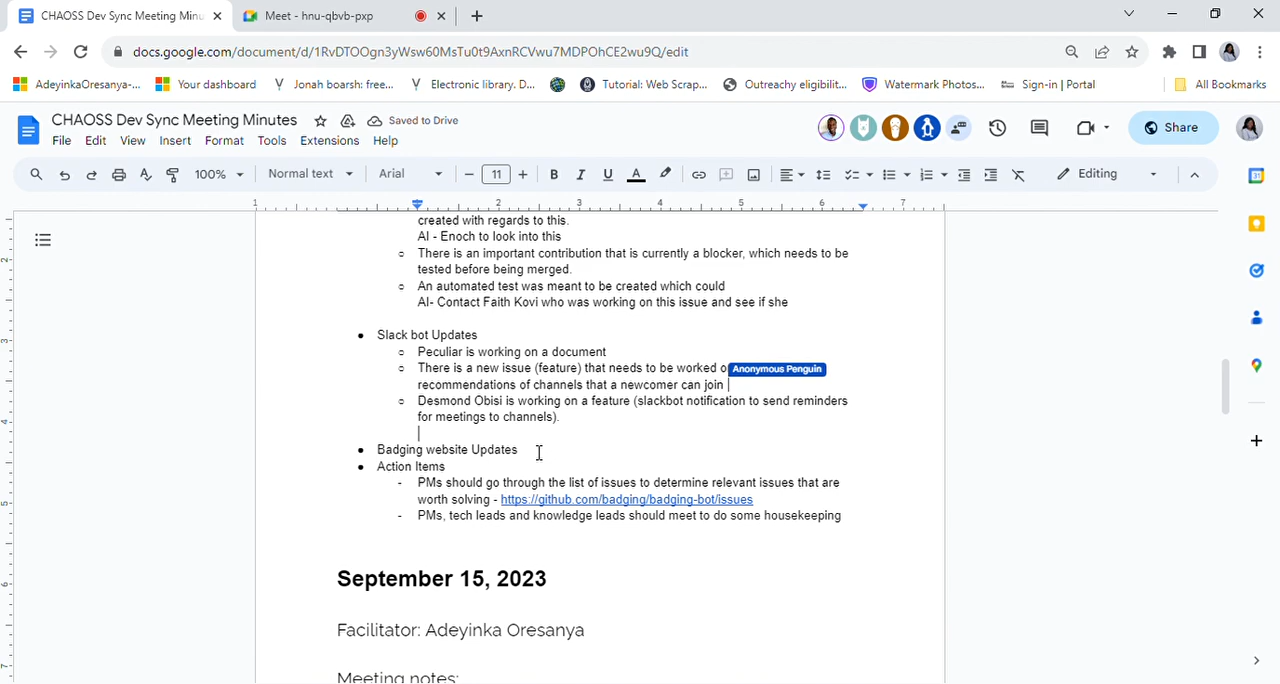 CHAOSS Dev Sync Meeting Minu
Meet - hnu-qbvb-pxp
docs.google.com/document/d/1RvDTOOgn3yWsw60MsTu0t9AxnRCVwu7MDPOhCE2wu9Q/edit
AdeyinkaOresanya-...
Your dashboard
Jonah boarsh: free...
Electronic library. D...
Tutorial: Web Scrap...
Outreachy eligibilit...
Watermark Photos...
Sign-in | Portal
All Bookmarks
CHAOSS Dev Sync Meeting Minutes
Saved to Drive
File Edit View Insert Format Tools Extensions Help
Share
100%
Normal text
Arial
11
Editing
1 2 3 4 5 6 7
created with regards to this.
AI - Enoch to look into this
There is an important contribution that is currently a blocker, which needs to be
tested before being merged.
An automated test was meant to be created which could
AI- Contact Faith Kovi who was working on this issue and see if she
Slack bot Updates
Peculiar is working on a document
There is a new issue (feature) that needs to be worked o
Anonymous Penguin
recommendations of channels that a newcomer can join
Desmond Obisi is working on a feature (slackbot notification to send reminders
for meetings to channels).
Badging website Updates
Action Items
- PMs should go through the list of issues to determine relevant issues that are
worth solving - https://github.com/badging/badging-bot/issues
- PMs, tech leads and knowledge leads should meet to do some housekeeping
September 15, 2023
Facilitator: Adeyinka Oresanya
Meeting notes: